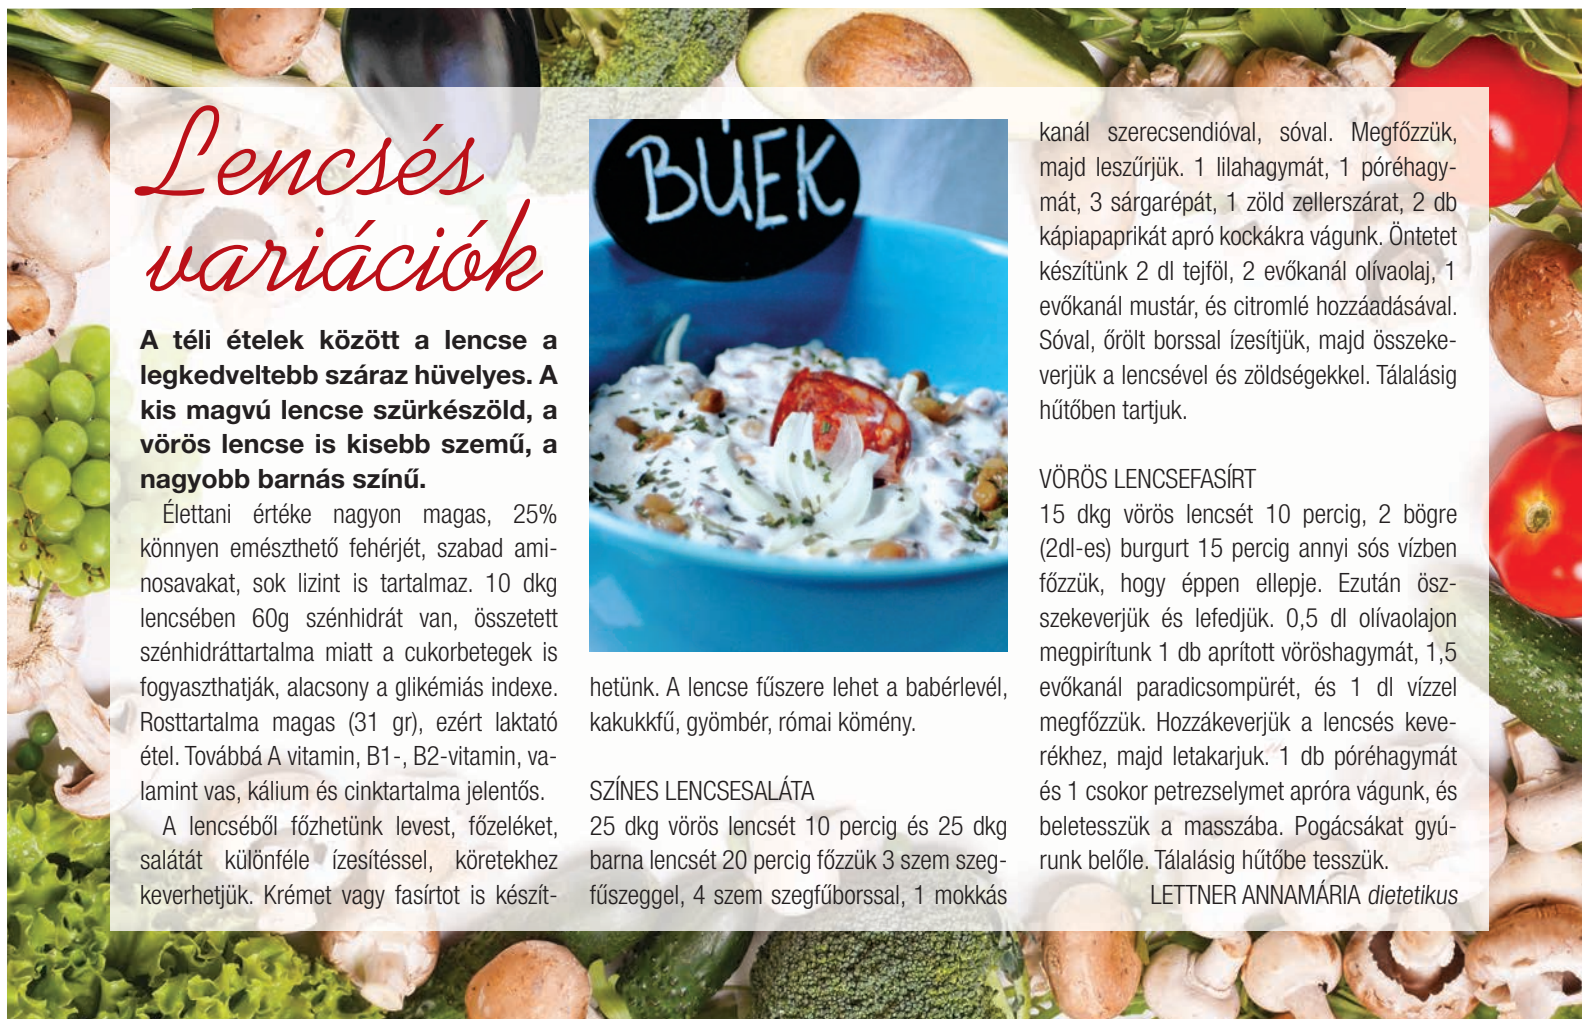 Lencsés
variációk
A téli ételek között a lencse a
legkedveltebb száraz hüvelyes. A
kis magvú lencse szürkészöld, a
vörös lencse is kisebb szemű, a
nagyobb barnás színű.
Élettani értéke nagyon magas, 25%
könnyen emészthető fehérjét, szabad ami-
nosavakat, sok lizint is tartalmaz. 10 dkg
lencsében 60g szénhidrát van, összetett
szénhidráttartalma miatt a cukorbetegek is
fogyaszthatják, alacsony a glikémiás indexe.
Rosttartalma magas (31 gr), ezért laktató
étel. Továbbá A vitamin, B1-, B2-vitamin, va-
lamint vas, kálium és cinktartalma jelentős.
A lencséből főzhetünk levest, főzeléket,
salátát különféle ízesítéssel, köretekhez
keverhetjük. Krémet vagy fasírtot is készít-
BÚEK
hetünk. A lencse fűszere lehet a babérlevél,
kakukkfű, gyömbér, római kömény.
SZÍNES LENCSESALÁTA
25 dkg vörös lencsét 10 percig és 25 dkg
barna lencsét 20 percig főzzük 3 szem szeg-
fűszeggel, 4 szem szegfűborssal, 1 mokkás
kanál szerecsendióval, sóval. Megfőzzük,
majd leszűrjük. 1 lilahagymát, 1 póréhagy-
mát, 3 sárgarépát, 1 zöld zellerszárat, 2 db
kápiapaprikát apró kockákra vágunk. Öntetet
készítünk 2 dl tejföl, 2 evőkanál olívaolaj, 1
evőkanál mustár, és citromlé hozzáadásával.
Sóval, őrölt borssal ízesítjük, majd összeke-
verjük a lencsével és zöldségekkel. Tálalásig
hűtőben tartjuk.
VÖRÖS LENCSEFASÍRT
15 dkg vörös lencsét 10 percig, 2 bögre
(2dl-es) burgurt 15 percig annyi sós vízben
főzzük, hogy éppen ellepje. Ezután ösz-
szekeverjük és lefedjük. 0,5 dl olívaolajon
megpirítunk 1 db aprított vöröshagymát, 1,5
evőkanál paradicsompürét, és 1 dl vízzel
megfőzzük. Hozzákeverjük a lencsés keve-
rékhez, majd letakarjuk. 1 db póréhagymát
és 1 csokor petrezselymet apróra vágunk, és
beletesszük a masszába. Pogácsákat gyú-
runk belőle. Tálalásig hűtőbe tesszük.
LETTNER ANNAMÁRIA dietetikus